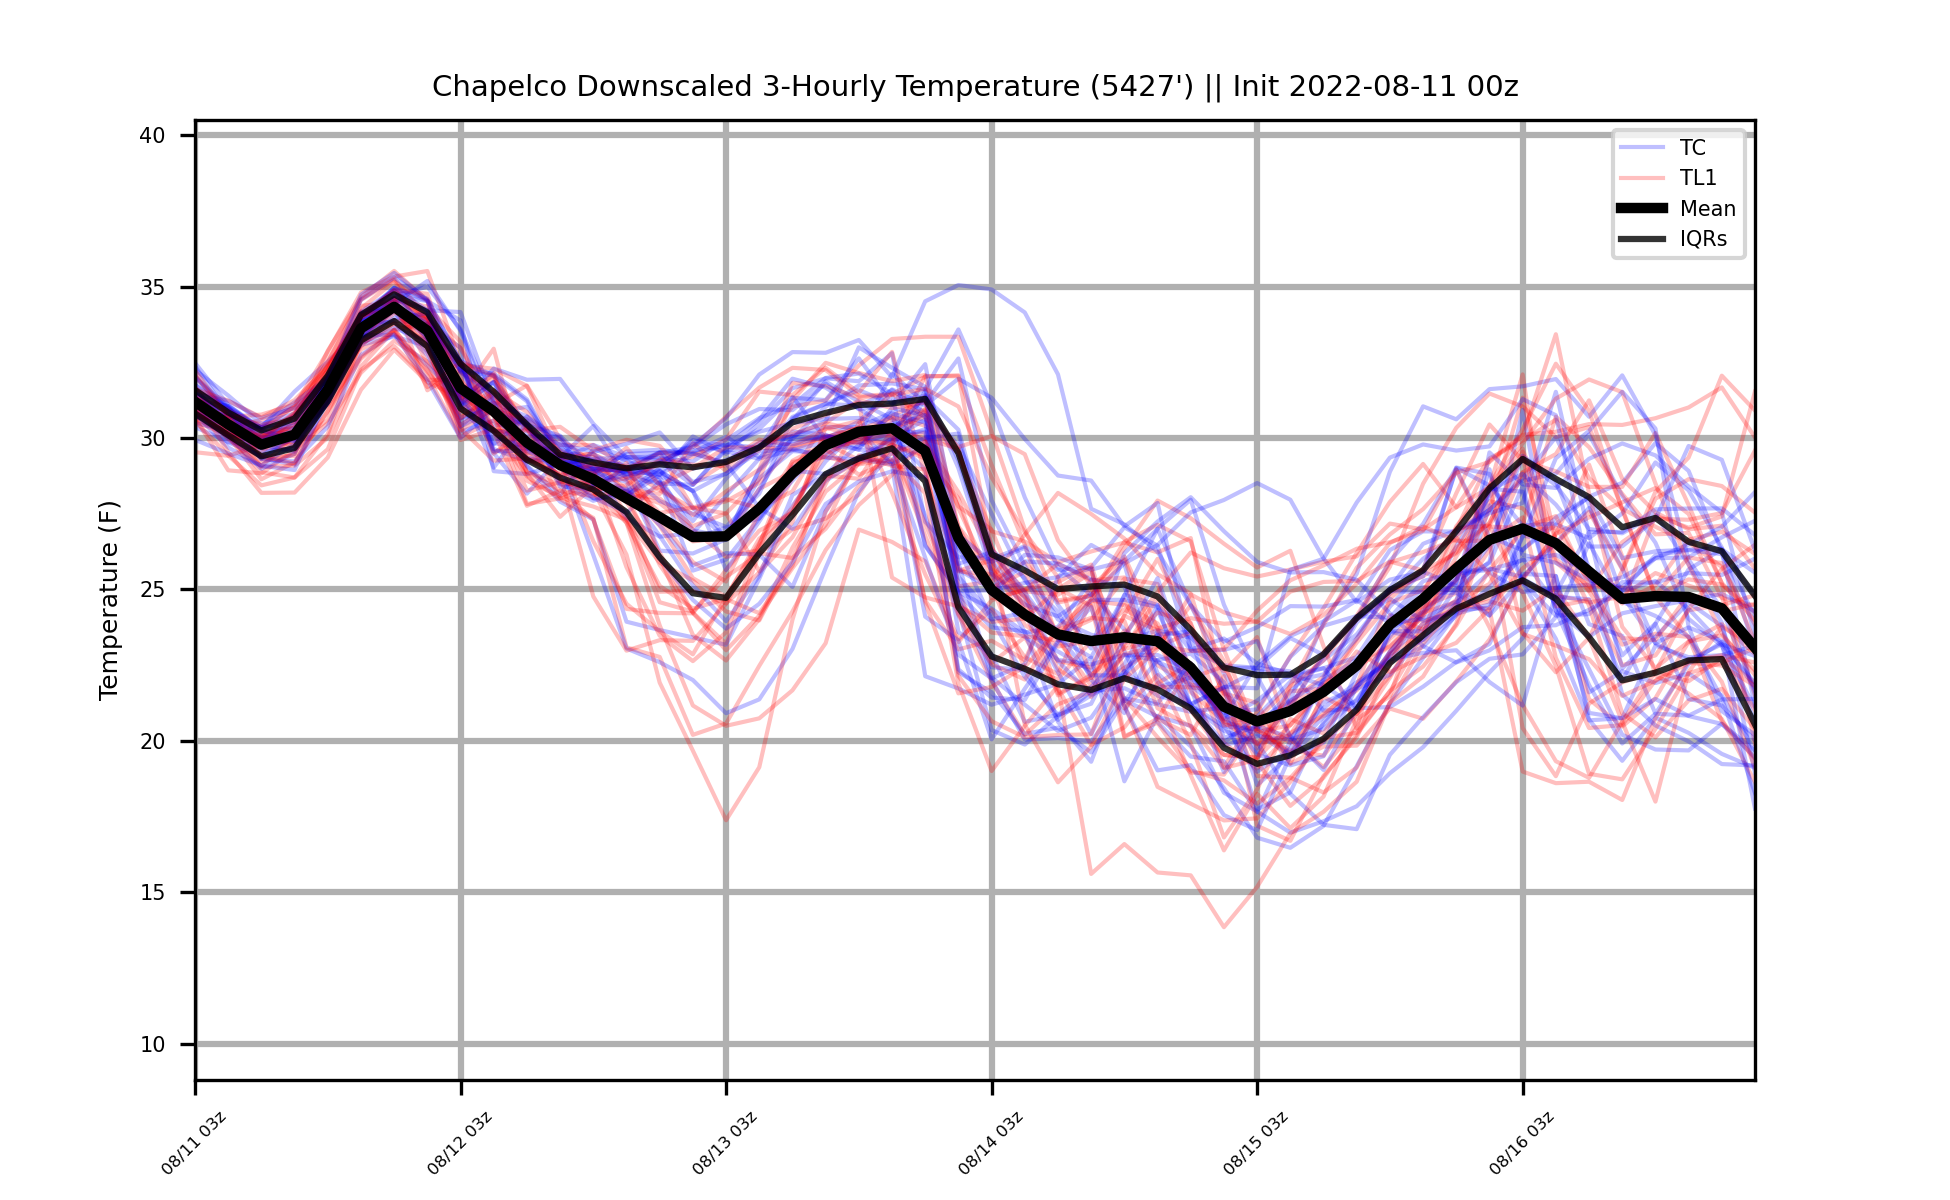 Chapelco Downscaled 3-Hourly Temperature (5427') || Init 2022-08-11 00z
TC
TL1
Mean
IQRs
Temperature (F)
40
35
30
25
20
15
10
08/11 03z
08/12 03z
08/13 03z
08/14 03z
08/15 03z
08/16 03z